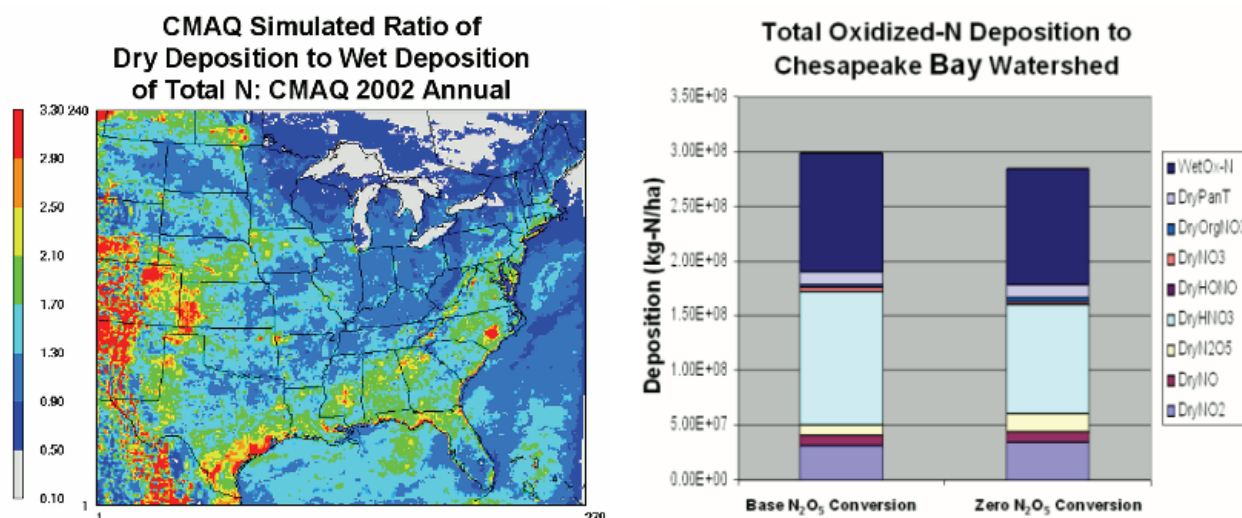 CMAQ Simulated Ratio of
Dry Deposition to Wet Deposition
of Total N: CMAQ 2002 Annual
3.30
2.90
2.50
2.10
1.70
1.30
0.90
0.50
0.10
240
1
1
270
Total Oxidized-N Deposition to
Chesapeake Bay Watershed
Deposition (kg-N/ha)
3.50E+08
3.00E+08
2.50E+08
2.00E+08
1.50E+08
1.00E+08
5.00E+07
0.00E+00
Base N₂O₅ Conversion
Zero N₂O₅ Conversion
WetOx-N
DryPanT
DryOrgNO3
DryNO3
DryHONO
DryHNO3
DryN2O5
DryNO
DryNO2